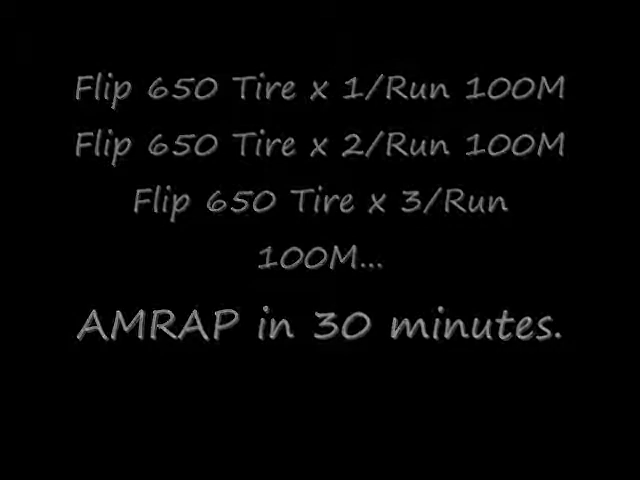 Flip 650 Tire x 1/Run 100M
Flip 650 Tire x 2/Run 100M
Flip 650 Tire x 3/Run
100M...
AMRAP in 30 minutes.